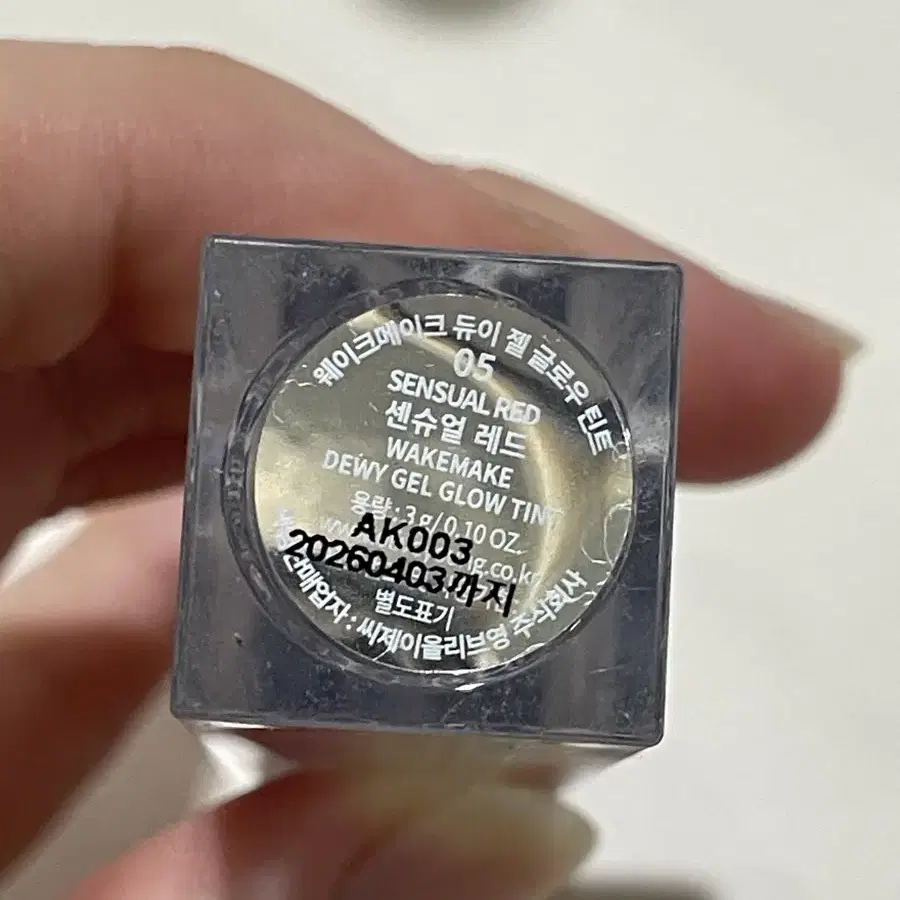 웨이크메이크 듀이 젤 글로우 틴트
05
SENSUAL RED
센슈얼 레드
WAKEMAKE
DEWY GEL GLOW TINT
용량 : 3 g/0.10 OZ.
AK003
20260403까지
별도표기
씨제이올리브영 주식회사